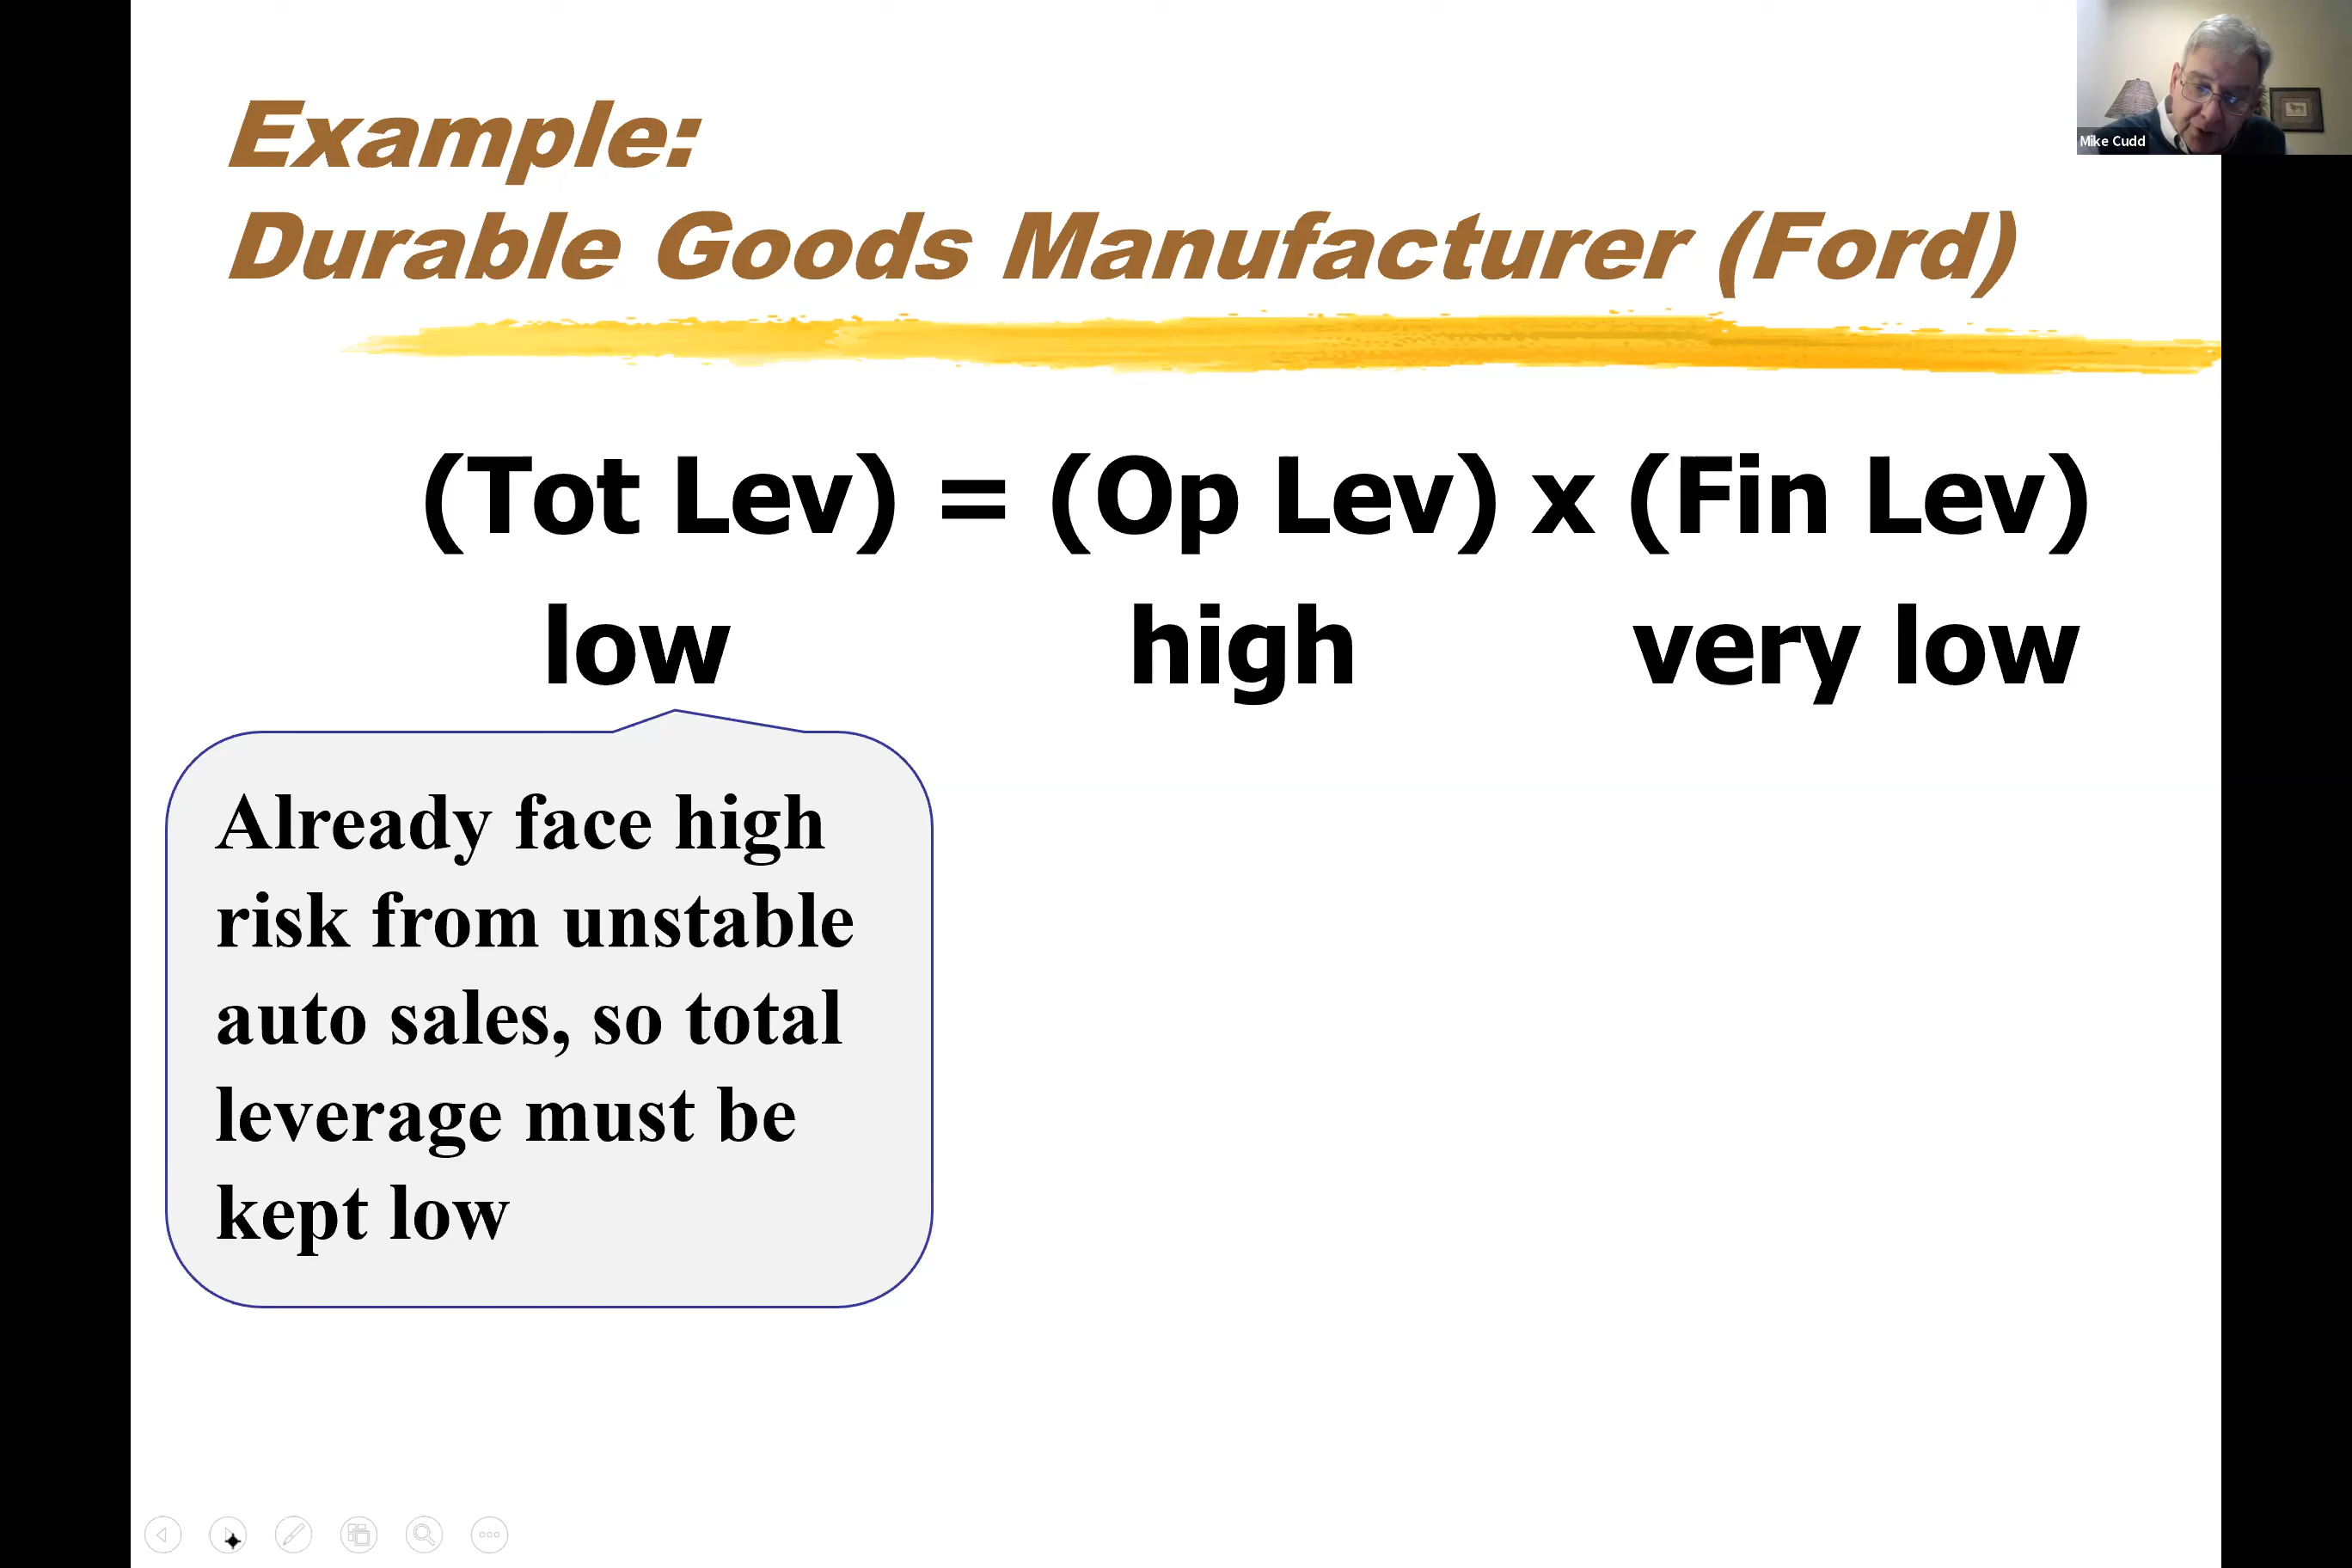 Example:
Durable Goods Manufacturer (Ford)
(Tot Lev) = (Op Lev) x (Fin Lev)
low high very low
Already face high
risk from unstable
auto sales, so total
leverage must be
kept low
Mike Cudd